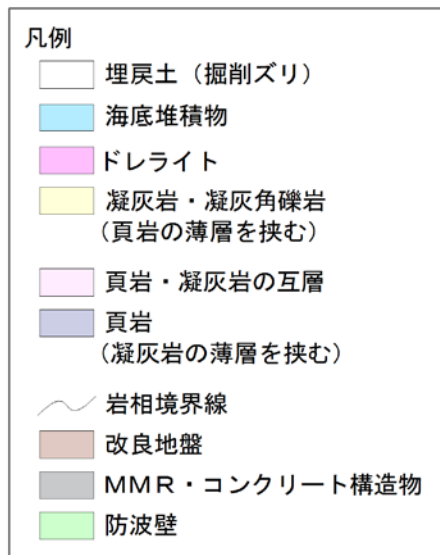 凡例
埋戻土（掘削ズリ）
海底堆積物
ドレライト
凝灰岩・凝灰角礫岩
（頁岩の薄層を挟む）
頁岩・凝灰岩の互層
頁岩
（凝灰岩の薄層を挟む）
岩相境界線
改良地盤
ＭＭＲ・コンクリート構造物
防波壁